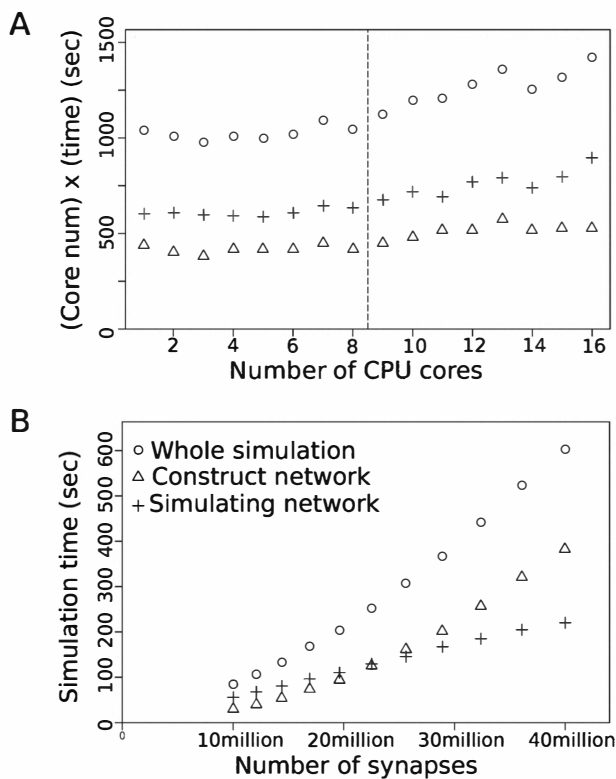 A
(Core num) x (time) (sec)
1500
1000
500
0
2 4 6 8 10 12 14 16
Number of CPU cores
B
Simulation time (sec)
600
500
400
300
200
100
0
Whole simulation
Construct network
Simulating network
0 10million 20million 30million 40million
Number of synapses